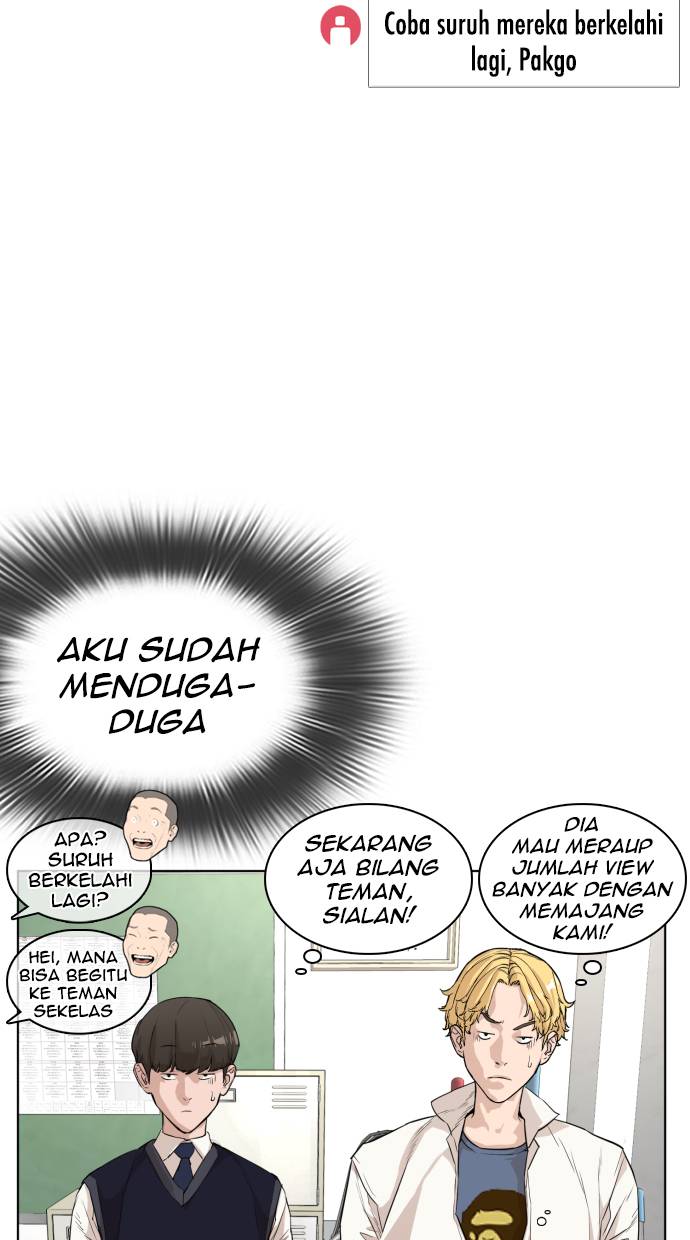 Coba suruh mereka berkelahi
lagi, Pakgo
AKU SUDAH
MENDUGA-
DUGA
APA?
SURUH
BERKELAHI
LAGI?
HEI, MANA
BISA BEGITU
KE TEMAN
SEKELAS
SEKARANG
AJA BILANG
TEMAN,
SIALAN!
DIA
MAU MERAUP
JUMLAH VIEW
BANYAK DENGAN
MEMAJANG
KAMI!